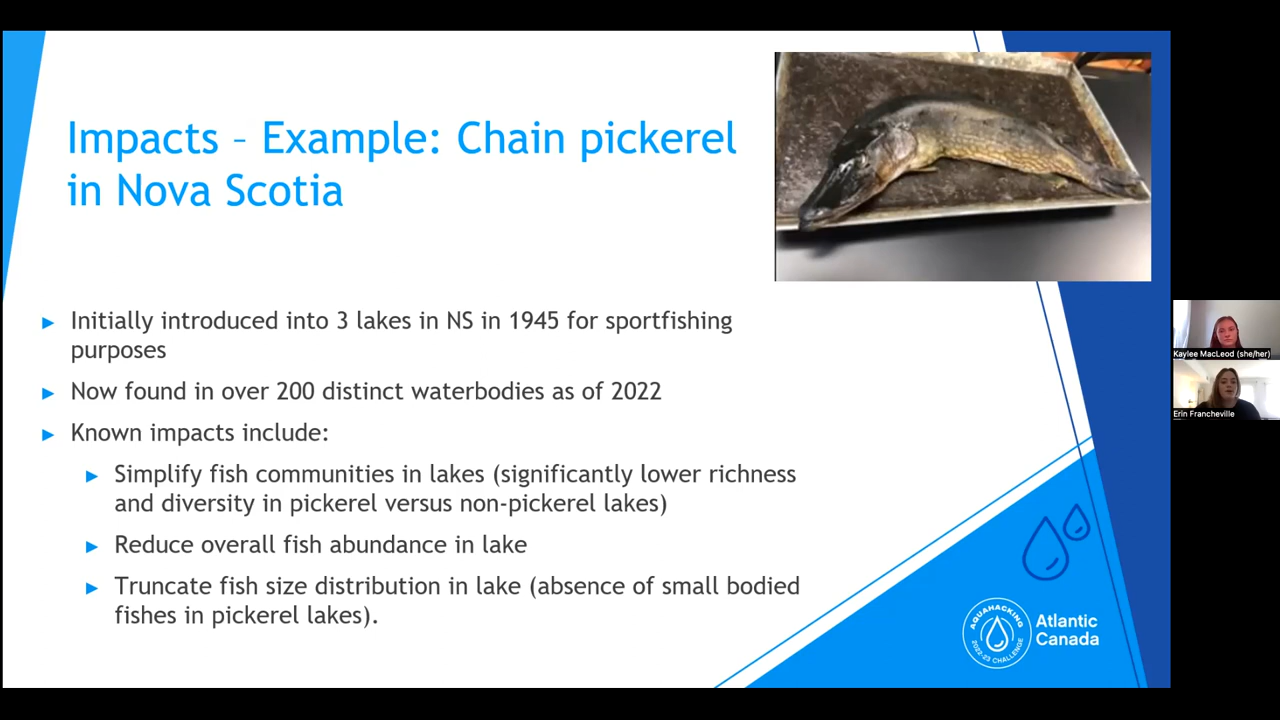 Impacts – Example: Chain pickerel
in Nova Scotia
Initially introduced into 3 lakes in NS in 1945 for sportfishing
purposes
Now found in over 200 distinct waterbodies as of 2022
Known impacts include:
Simplify fish communities in lakes (significantly lower richness
and diversity in pickerel versus non-pickerel lakes)
Reduce overall fish abundance in lake
Truncate fish size distribution in lake (absence of small bodied
fishes in pickerel lakes).
AQUAHACKING
2022-23 CHALLENGE
Atlantic
Canada
Kaylee MacLeod (she/her)
Erin Francheville